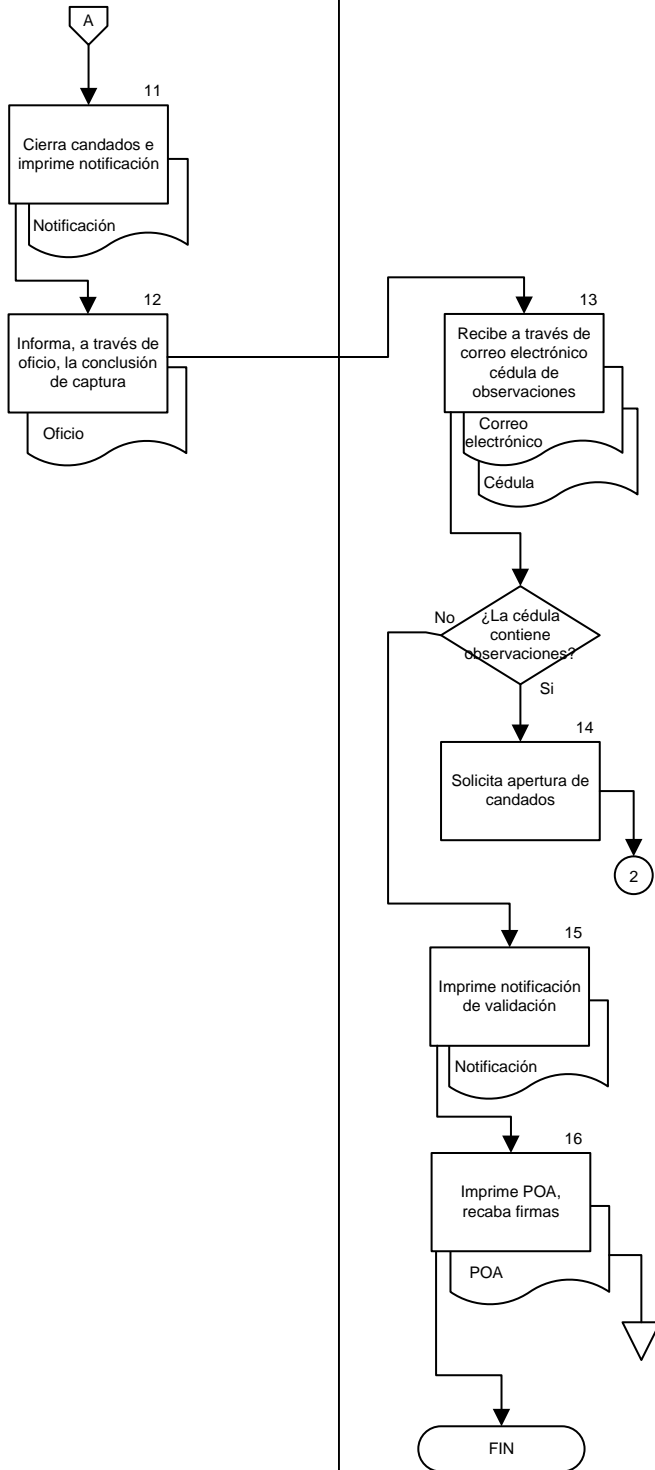 A
11
Cierra candados e
imprime notificación
Notificación
12
Informa, a través de
oficio, la conclusión
de captura
Oficio
13
Recibe a través de
correo electrónico
cédula de
observaciones
Correo
electrónico
Cédula
¿La cédula
contiene
observaciones?
No
Si
14
Solicita apertura de
candados
2
15
Imprime notificación
de validación
Notificación
16
Imprime POA,
recaba firmas
POA
FIN